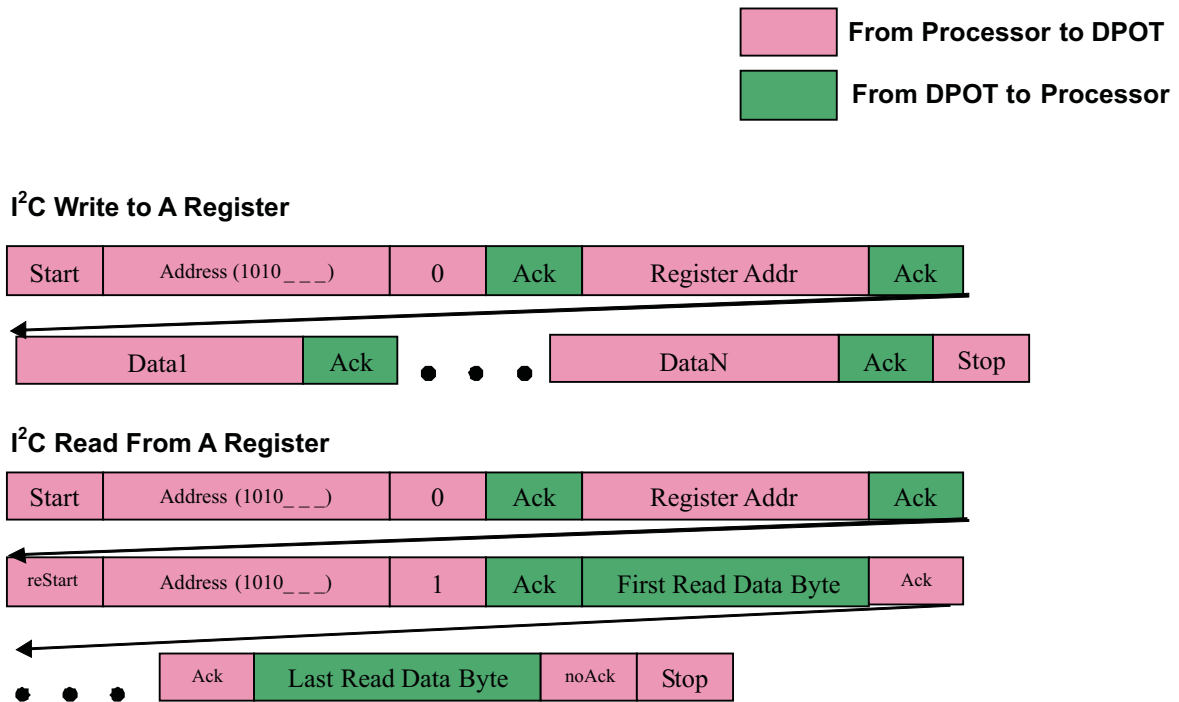 From Processor to DPOT
From DPOT to Processor
I²C Write to A Register
Start Address (1010_ _ _) 0 Ack Register Addr Ack
Data1 Ack • • • DataN Ack Stop
I²C Read From A Register
Start Address (1010_ _ _) 0 Ack Register Addr Ack
reStart Address (1010_ _ _) 1 Ack First Read Data Byte Ack
• • • Ack Last Read Data Byte noAck Stop